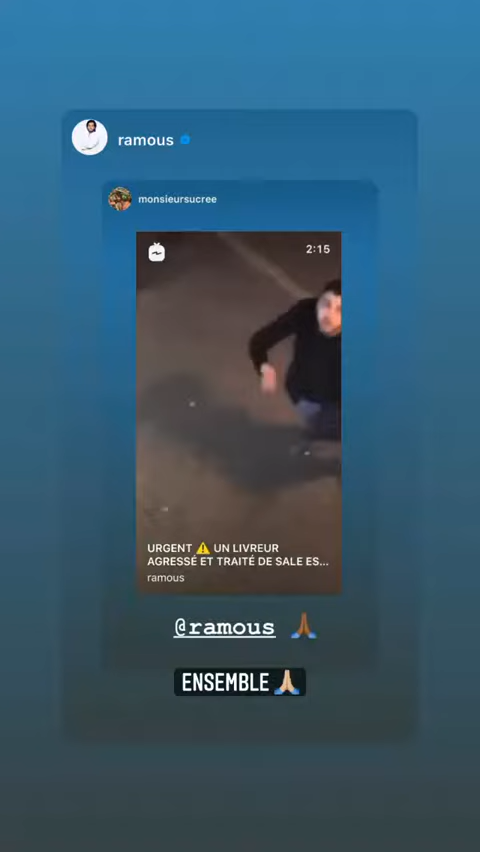 ramous
monsieursucree
2:15
URGENT ⚠️ UN LIVREUR
AGRESSÉ ET TRAITÉ DE SALE ES...
ramous
@ramous 🙏🏾
ENSEMBLE 🙏🏼